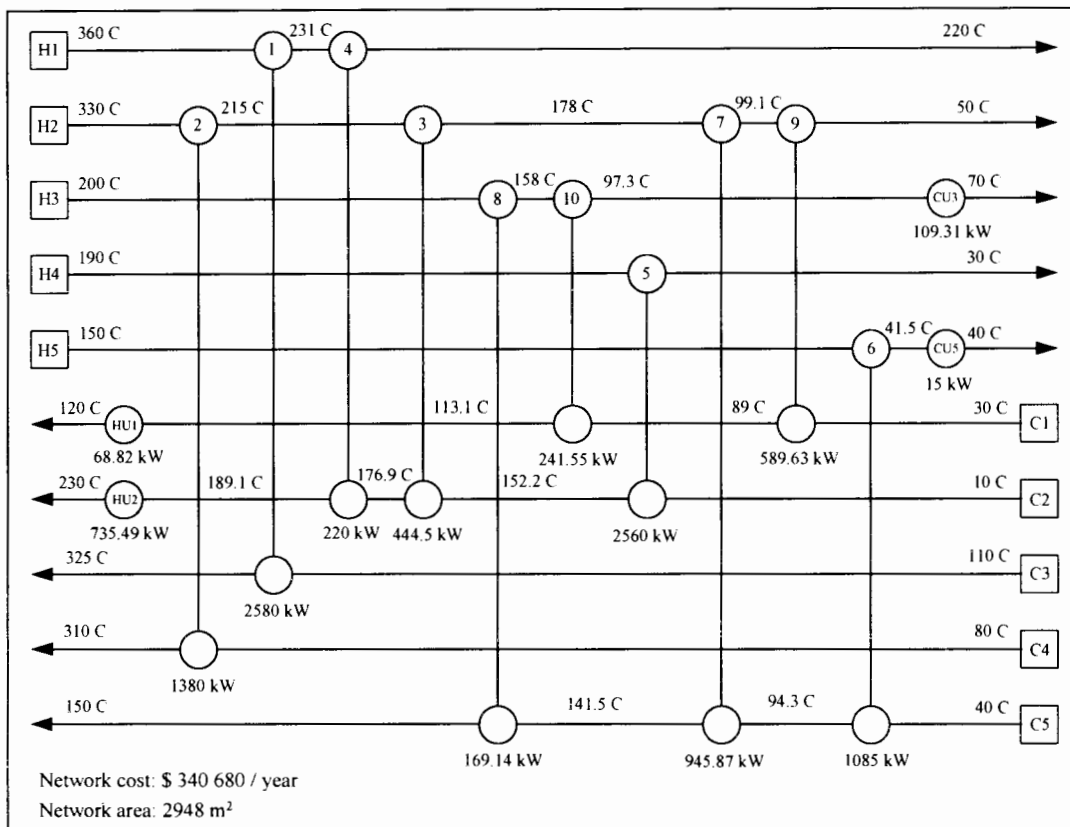 360 C 231 C 220 C
H1 1 4
330 C 215 C 178 C 99.1 C 50 C
H2 2 3 7 9
200 C 158 C 97.3 C 70 C
H3 8 10 CU3
109.31 kW
190 C 30 C
H4 5
150 C 41.5 C 40 C
H5 6 CU5
15 kW
120 C 113.1 C 89 C 30 C
HU1 C1
68.82 kW 241.55 kW 589.63 kW
230 C 189.1 C 176.9 C 152.2 C 10 C
HU2 C2
735.49 kW 220 kW 444.5 kW 2560 kW
325 C 110 C
C3
2580 kW
310 C 80 C
C4
1380 kW
150 C 141.5 C 94.3 C 40 C
C5
169.14 kW 945.87 kW 1085 kW
Network cost: $ 340 680 / year
Network area: 2948 m²